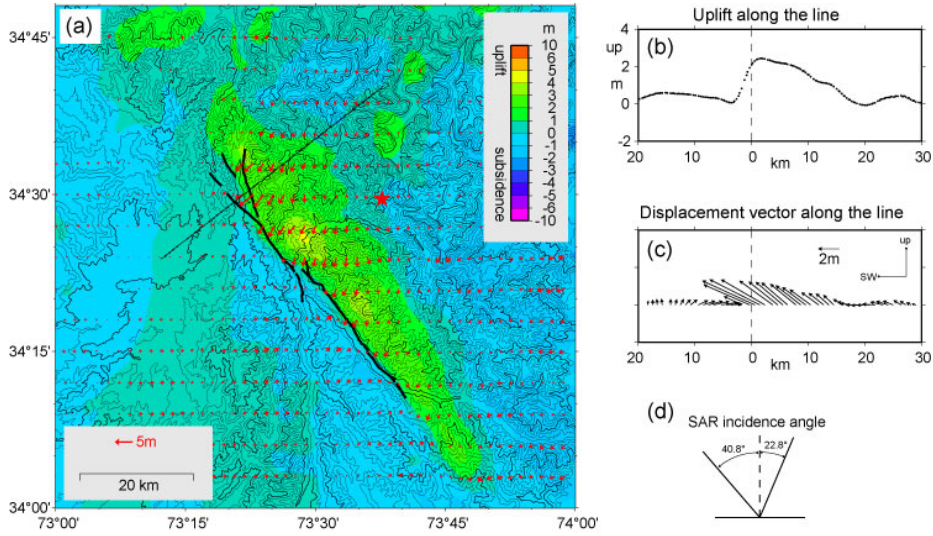 (a)
34°45'
34°30'
34°15'
34°00'
73°00'
73°15'
73°30'
73°45'
74°00'
m
uplift
subsidence
10
6
5
4
3
2
1
0
-1
-2
-3
-4
-5
-6
-10
5m
20 km
Uplift along the line
(b)
up
m
4
2
0
-2
20
10
0
10
20
30
km
Displacement vector along the line
(c)
2m
up
SW
20
10
0
10
20
30
km
(d)
SAR incidence angle
40.8°
22.8°